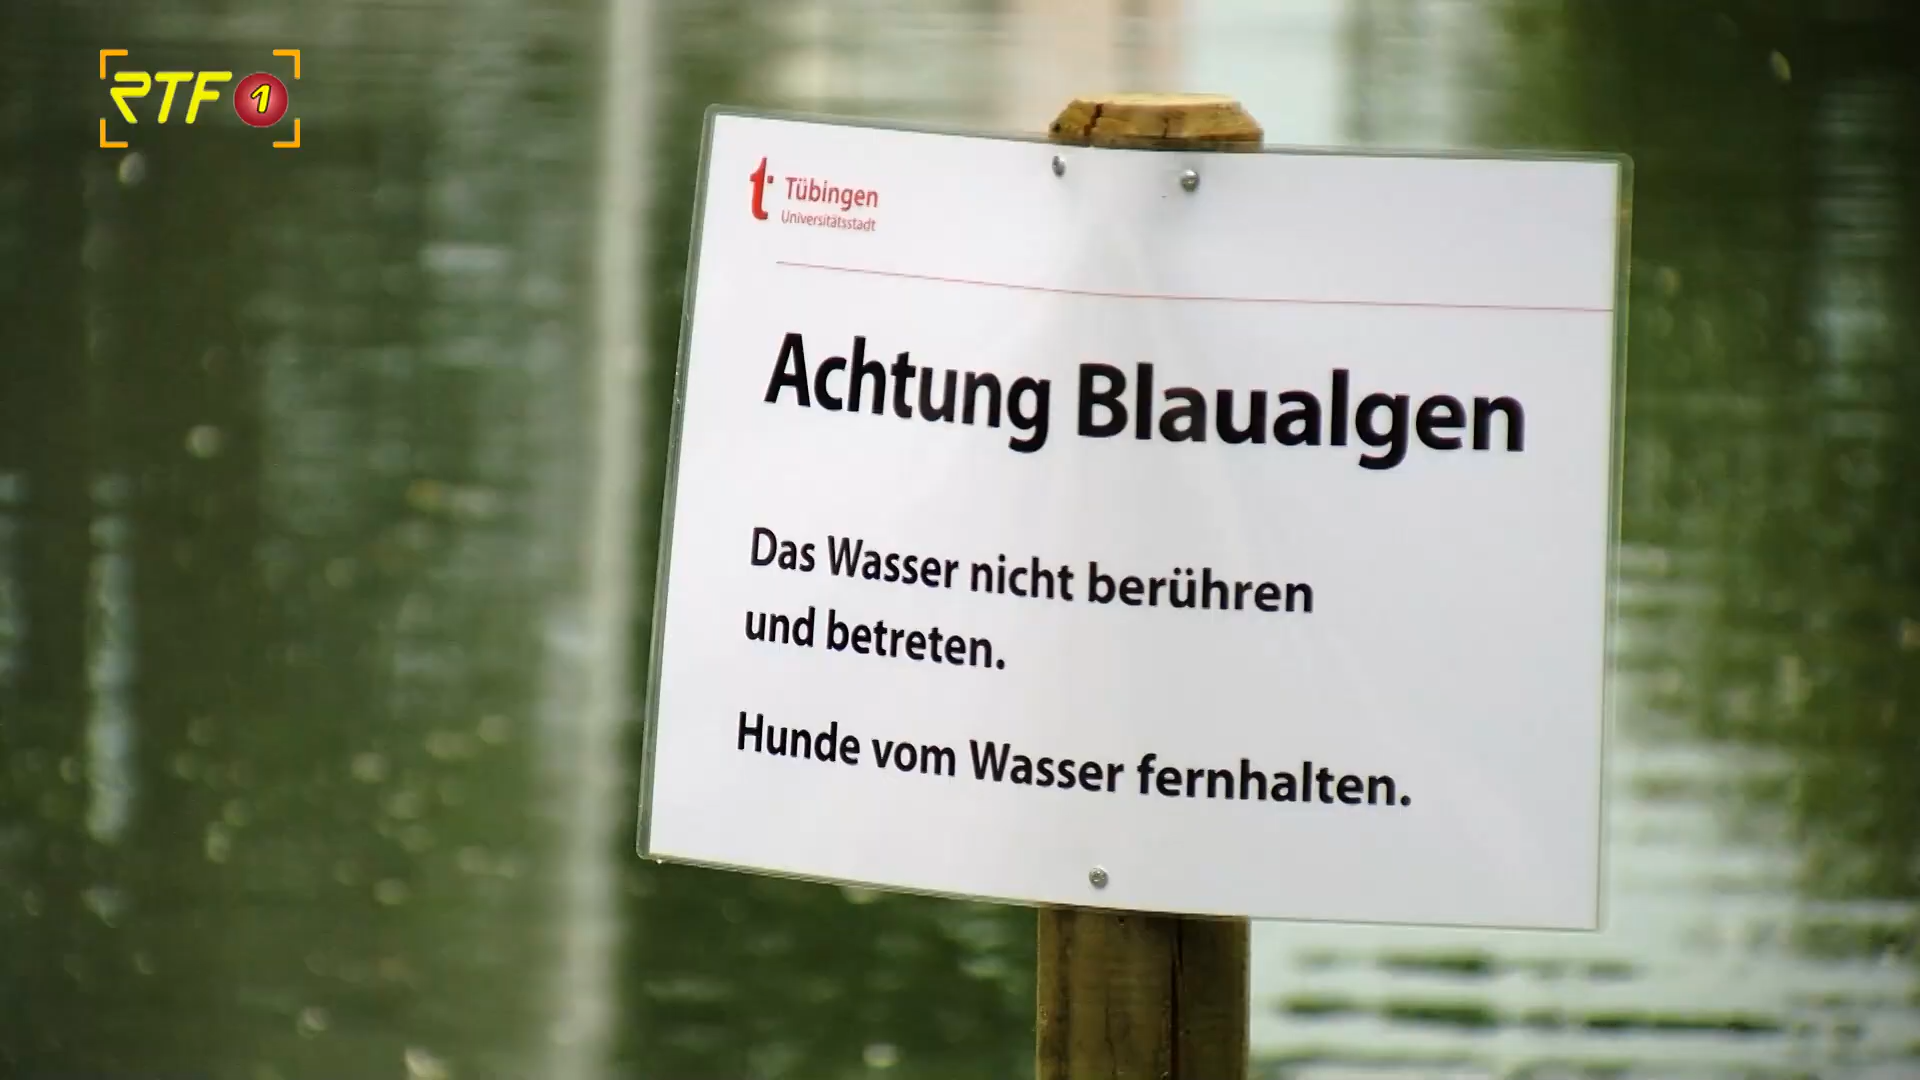 RTF 1
Tübingen
Universitätsstadt
Achtung Blaualgen
Das Wasser nicht berühren
und betreten.
Hunde vom Wasser fernhalten.